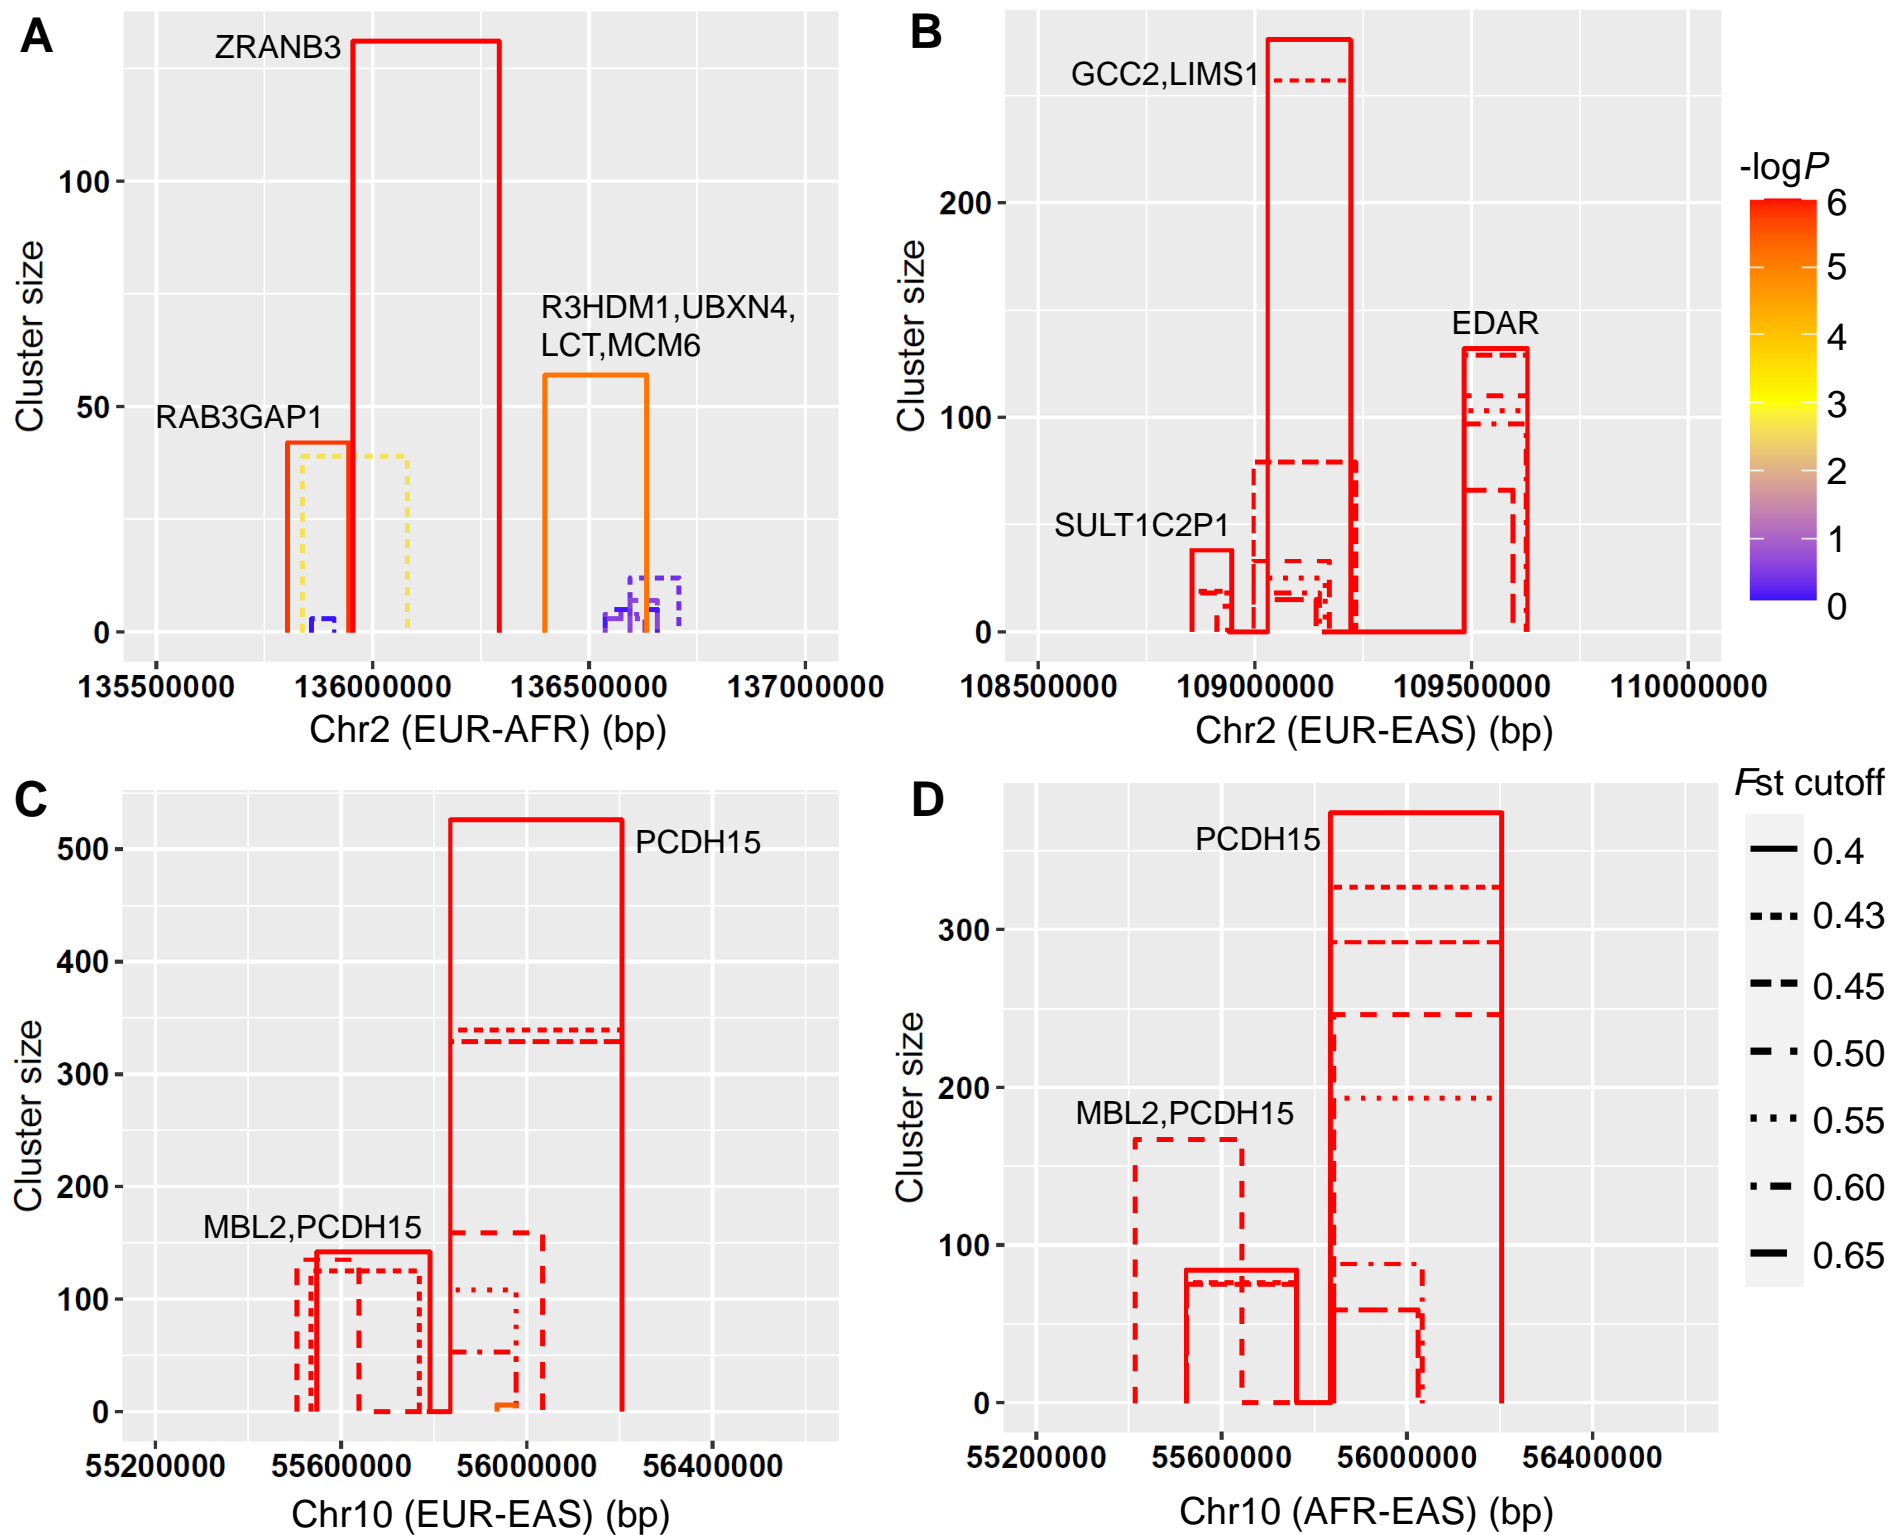 A
ZRANB3
100
R3HDM1,UBXN4,
LCT,MCM6
50
RAB3GAP1
0
Cluster size
135500000 136000000 136500000 137000000
Chr2 (EUR-AFR) (bp)
B
GCC2,LIMS1
200
EDAR
100
SULT1C2P1
0
Cluster size
108500000 109000000 109500000 110000000
Chr2 (EUR-EAS) (bp)
-logP
6
5
4
3
2
1
0
C
500
PCDH15
400
300
200
MBL2,PCDH15
100
0
Cluster size
55200000 55600000 56000000 56400000
Chr10 (EUR-EAS) (bp)
D
PCDH15
300
200
MBL2,PCDH15
100
0
Cluster size
55200000 55600000 56000000 56400000
Chr10 (AFR-EAS) (bp)
Fst cutoff
0.4
0.43
0.45
0.50
0.55
0.60
0.65